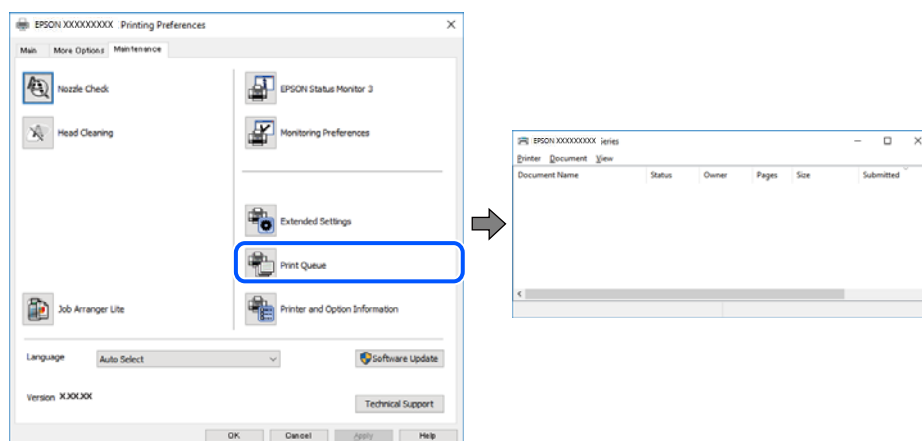 EPSON XXXXXXXXX Printing Preferences
Main More Options Maintenance
Nozzle Check
EPSON Status Monitor 3
Head Cleaning
Monitoring Preferences
Extended Settings
Print Queue
Job Arranger Lite
Printer and Option Information
Language Auto Select Software Update
Version X.XX.XX
Technical Support
OK Cancel Apply Help
EPSON XXXXXXXXX ieries
Printer Document View
Document Name Status Owner Pages Size Submitted